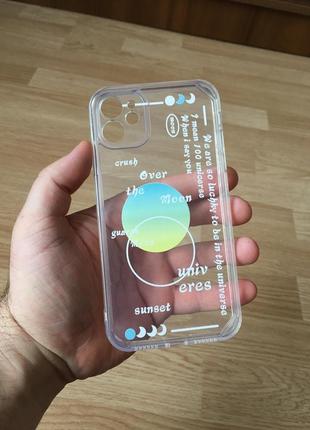 We are so luchky to be in the universe
I mean 100 universe
When i say you
crush
Over
the
Moon
univ
eres
sunset